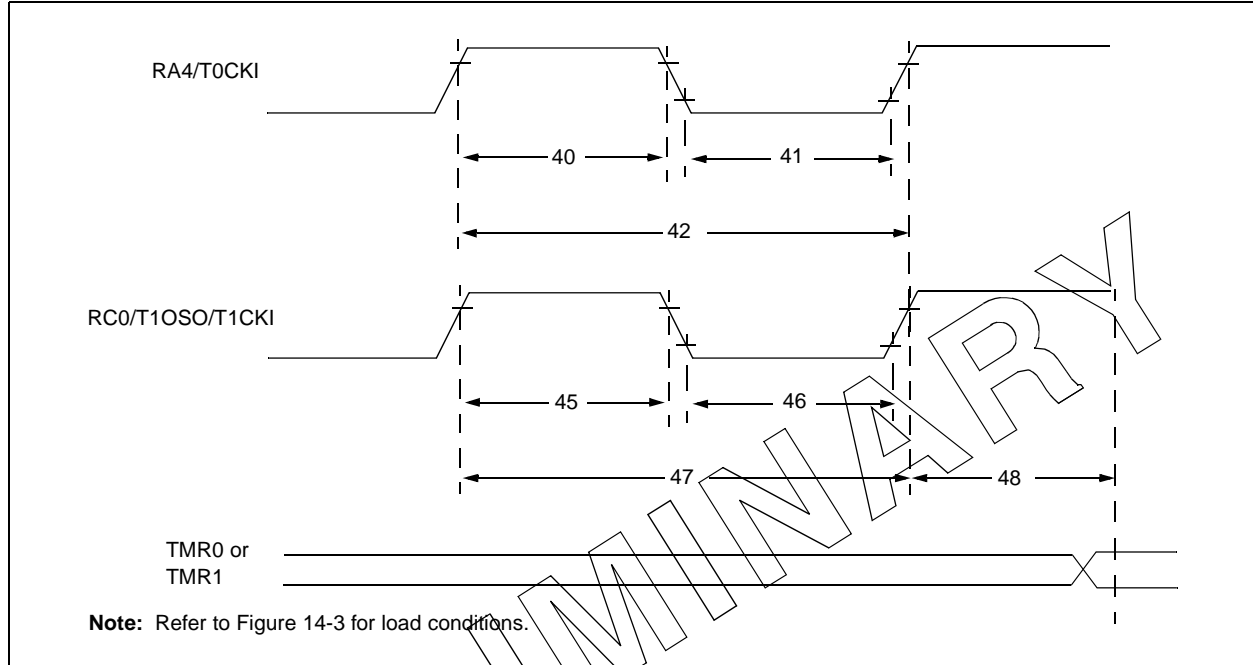 RA4/T0CKI
40
41
42
RC0/T1OSO/T1CKI
45
46
47
48
TMR0 or
TMR1
Note: Refer to Figure 14-3 for load conditions.
IMINARY